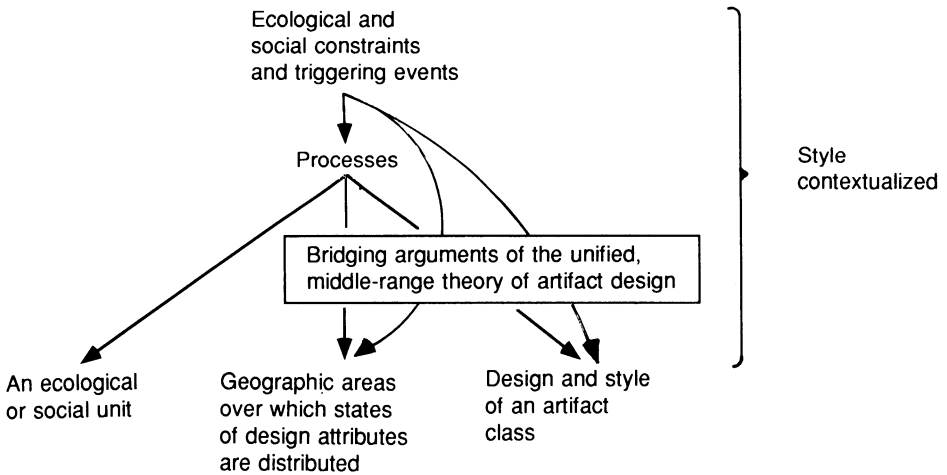 Ecological and
social constraints
and triggering events
Processes
Style
contextualized
Bridging arguments of the unified,
middle-range theory of artifact design
An ecological
or social unit
Geographic areas
over which states
of design attributes
are distributed
Design and style
of an artifact
class